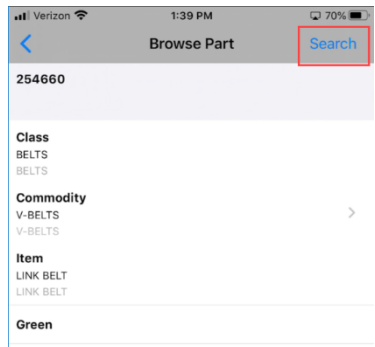 Verizon 1:39 PM 70%
Browse Part Search
254660
Class
BELTS
BELTS
Commodity
V-BELTS
V-BELTS
Item
LINK BELT
LINK BELT
Green